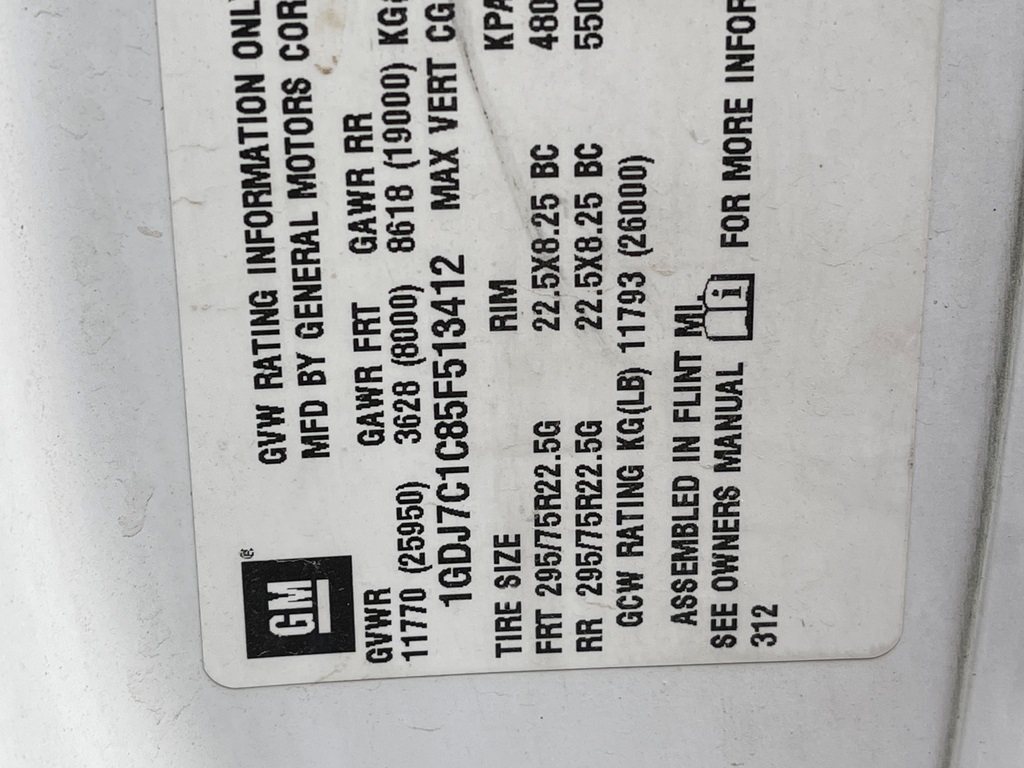 GM ®
GVW RATING INFORMATION ONLY
MFD BY GENERAL MOTORS COR
GVWR GAWR FRT GAWR RR
11770 (25950) 3628 (8000) 8618 (19000) KG
1GDJ7C1C85F513412 MAX VERT CG
TIRE SIZE RIM KPA
FRT 295/75R22.5G 22.5X8.25 BC 480
RR 295/75R22.5G 22.5X8.25 BC 550
GCW RATING KG(LB) 11793 (26000)
ASSEMBLED IN FLINT MI.
SEE OWNERS MANUAL i FOR MORE INFOR
312